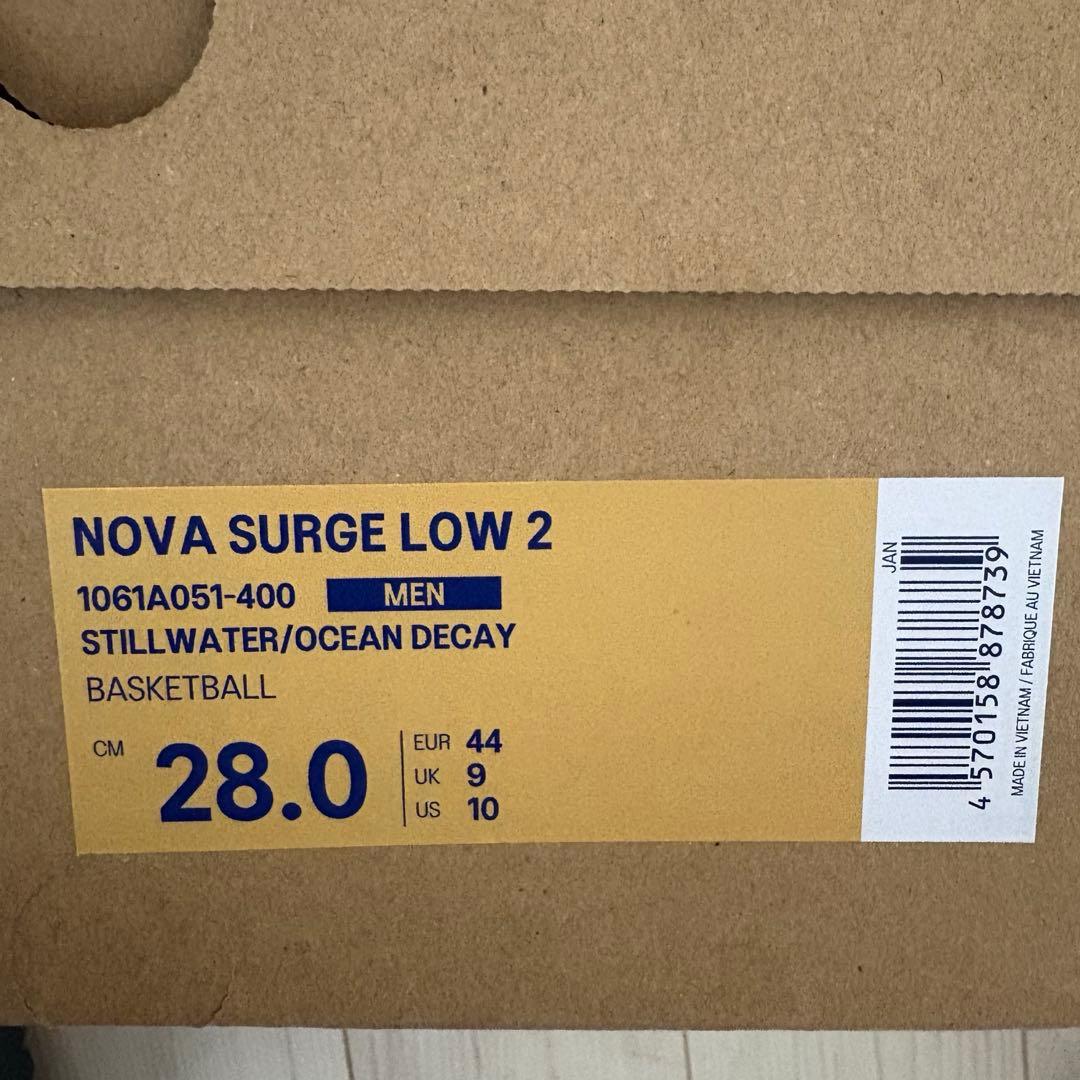 NOVA SURGE LOW 2
1061A051-400 MEN
STILLWATER/OCEAN DECAY
BASKETBALL
CM 28.0
EUR 44
UK 9
US 10
JAN
4 570158 878739
MADE IN VIETNAM / FABRIQUE AU VIETNAM